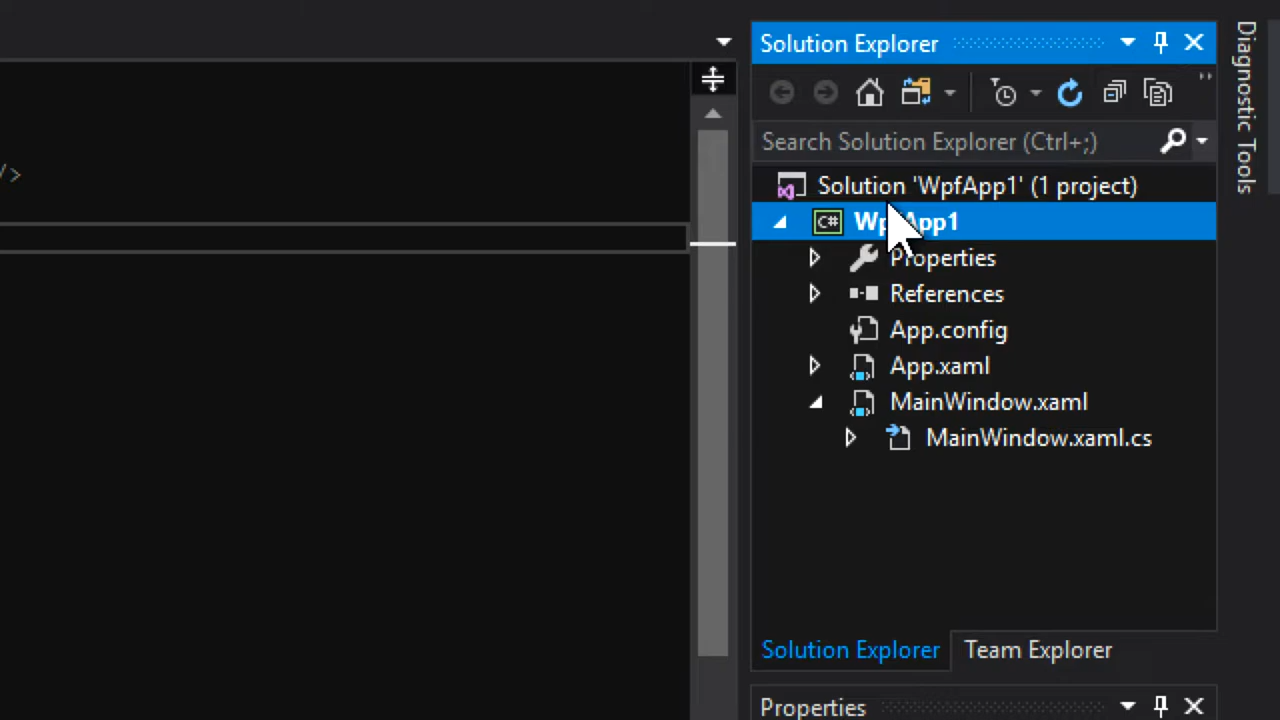 Solution Explorer
Search Solution Explorer (Ctrl+;)
/>
Solution 'WpfApp1' (1 project)
C# WpfApp1
Properties
References
App.config
App.xaml
MainWindow.xaml
MainWindow.xaml.cs
Solution Explorer Team Explorer
Properties
Diagnostic Tools